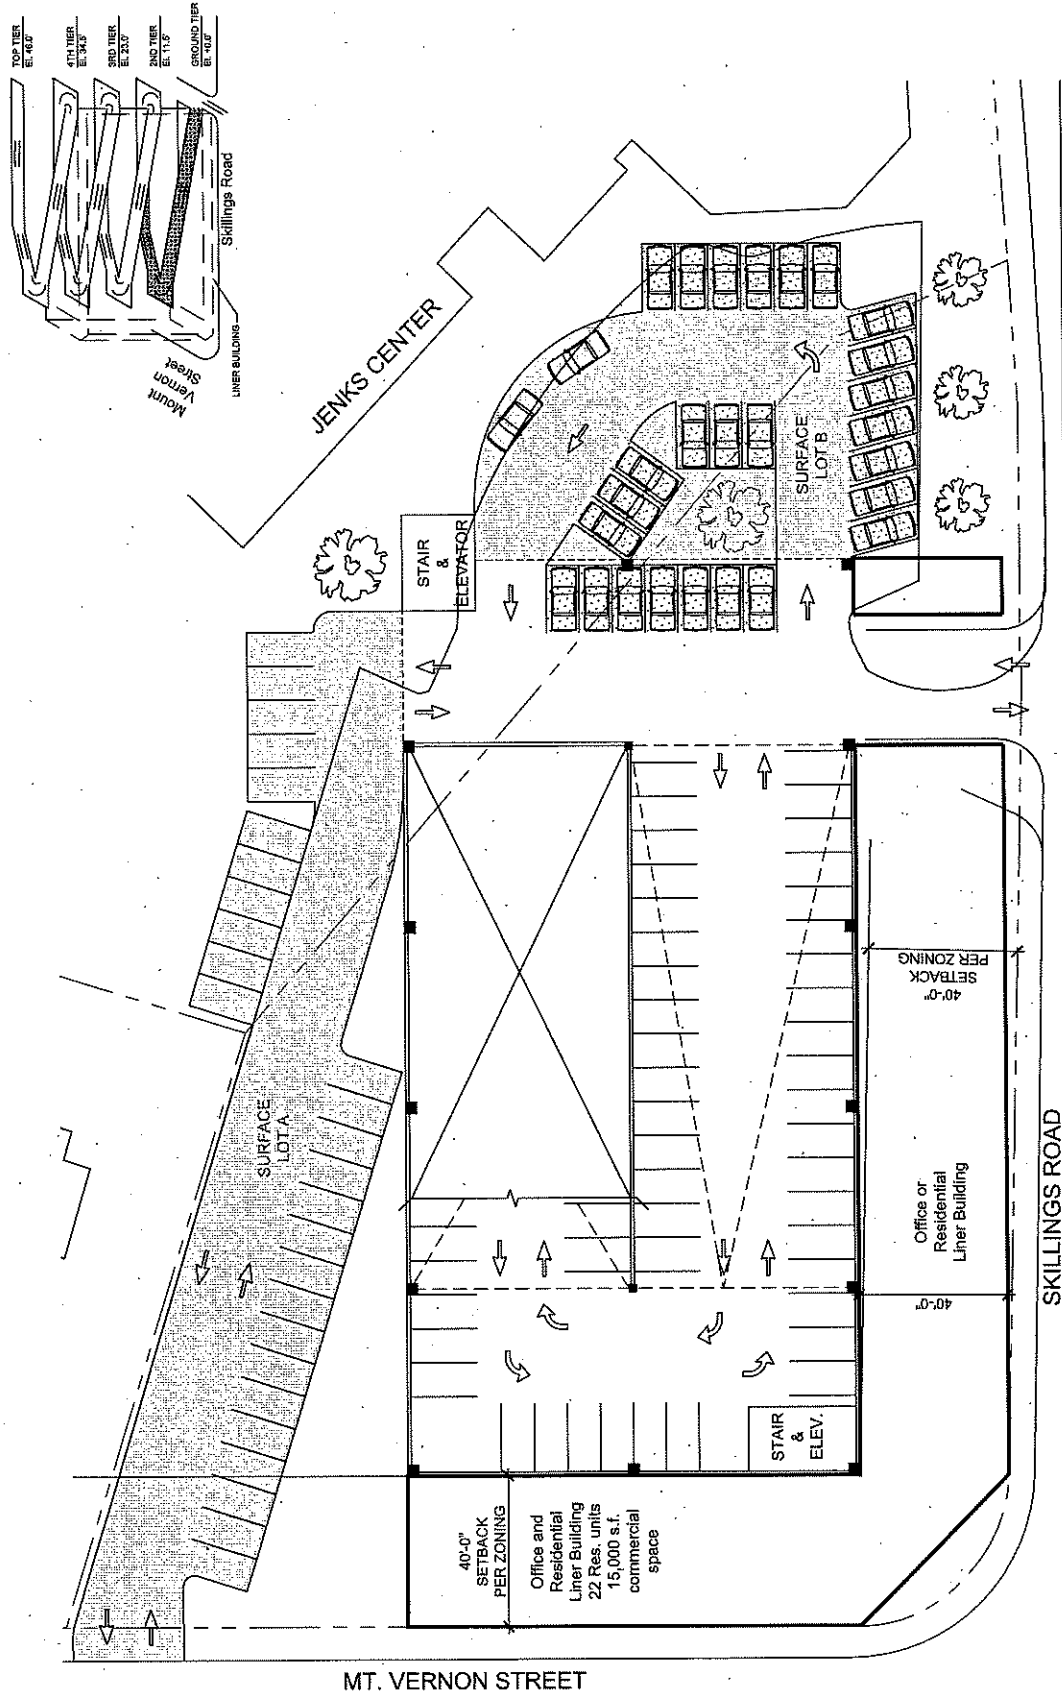 TOP TIER
EL. 46.0'
4TH TIER
EL. 34.5'
3RD TIER
EL. 23.0'
2ND TIER
EL. 11.5'
GROUND TIER
EL. +0.0'
Skillings Road
Mount
Vernon
Street
LINER BUILDING
JENKS CENTER
STAIR
&
ELEVATOR
SURFACE
LOT B
SURFACE
LOT A
40'-0"
SETBACK
PER ZONING
Office or
Residential
Liner Building
40'-0"
SKILLINGS ROAD
STAIR
&
ELEV.
40'-0"
SETBACK
PER ZONING
Office and
Residential
Liner Building
22 Res. units
15,000 s.f.
commercial
space
MT. VERNON STREET